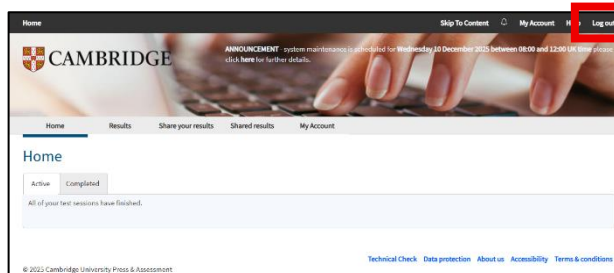 Home Skip To Content My Account Help Log out
CAMBRIDGE
ANNOUNCEMENT - system maintenance is scheduled for Wednesday 10 December 2025 between 08:00 and 12:00 UK time please
click here for further details.
Home Results Share your results Shared results My Account
Home
Active Completed
All of your test sessions have finished.
Technical Check Data protection About us Accessibility Terms & conditions
© 2025 Cambridge University Press & Assessment